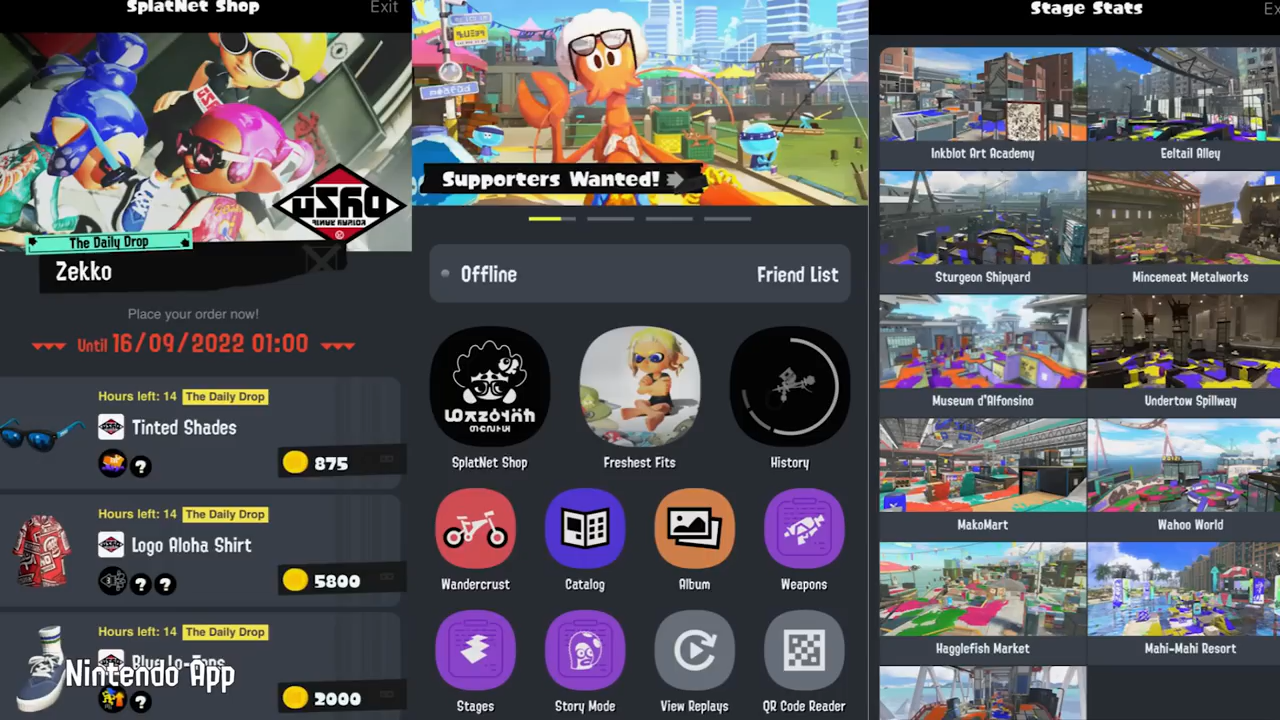 SplatNet Shop
Exit
The Daily Drop
Zekko
Place your order now!
Until 16/09/2022 01:00
Hours left: 14 The Daily Drop
Tinted Shades
?
875
Hours left: 14 The Daily Drop
Logo Aloha Shirt
? ?
5800
Hours left: 14 The Daily Drop
Nintendo App
?
2000
Supporters Wanted!
Offline
Friend List
SplatNet Shop
Freshest Fits
History
Wandercrust
Catalog
Album
Weapons
Stages
Story Mode
View Replays
QR Code Reader
Stage Stats
Ex
Inkblot Art Academy
Eeltail Alley
Sturgeon Shipyard
Mincemeat Metalworks
Museum d'Alfonsino
Undertow Spillway
MakoMart
Wahoo World
Hagglefish Market
Mahi-Mahi Resort